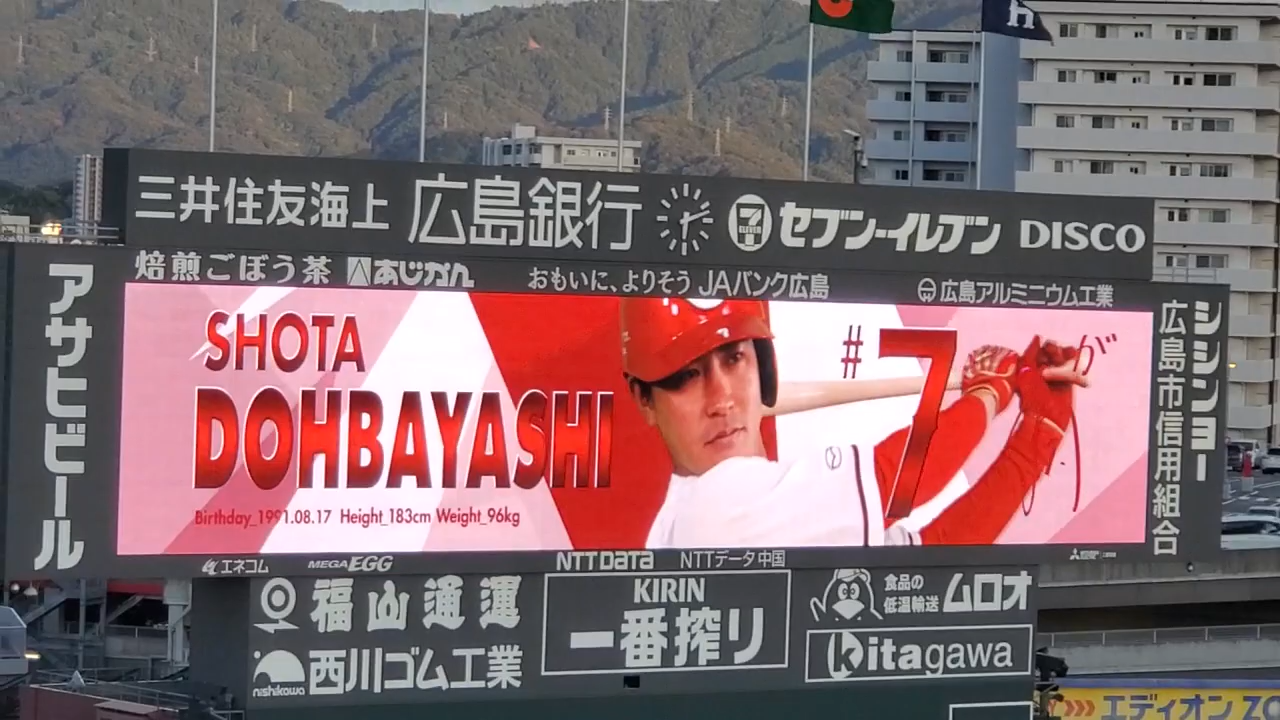 三井住友海上 広島銀行 7 ELEVEN セブン-イレブン DISCO
焙煎ごぼう茶 あじかん おもいに、よりそう JAバンク広島 広島アルミニウム工業
アサヒビール
SHOTA
DOHBAYASHI
#7
が
Birthday_1991.08.17 Height_183cm Weight_96kg
シシンヨー
広島市信用組合
エネコム MEGA EGG NTT DATA NTTデータ中国
福山通運
nishikawa 西川ゴム工業
KIRIN
一番搾り
食品の
低温輸送 ムロオ
kitagawa
エディオン ZO
H